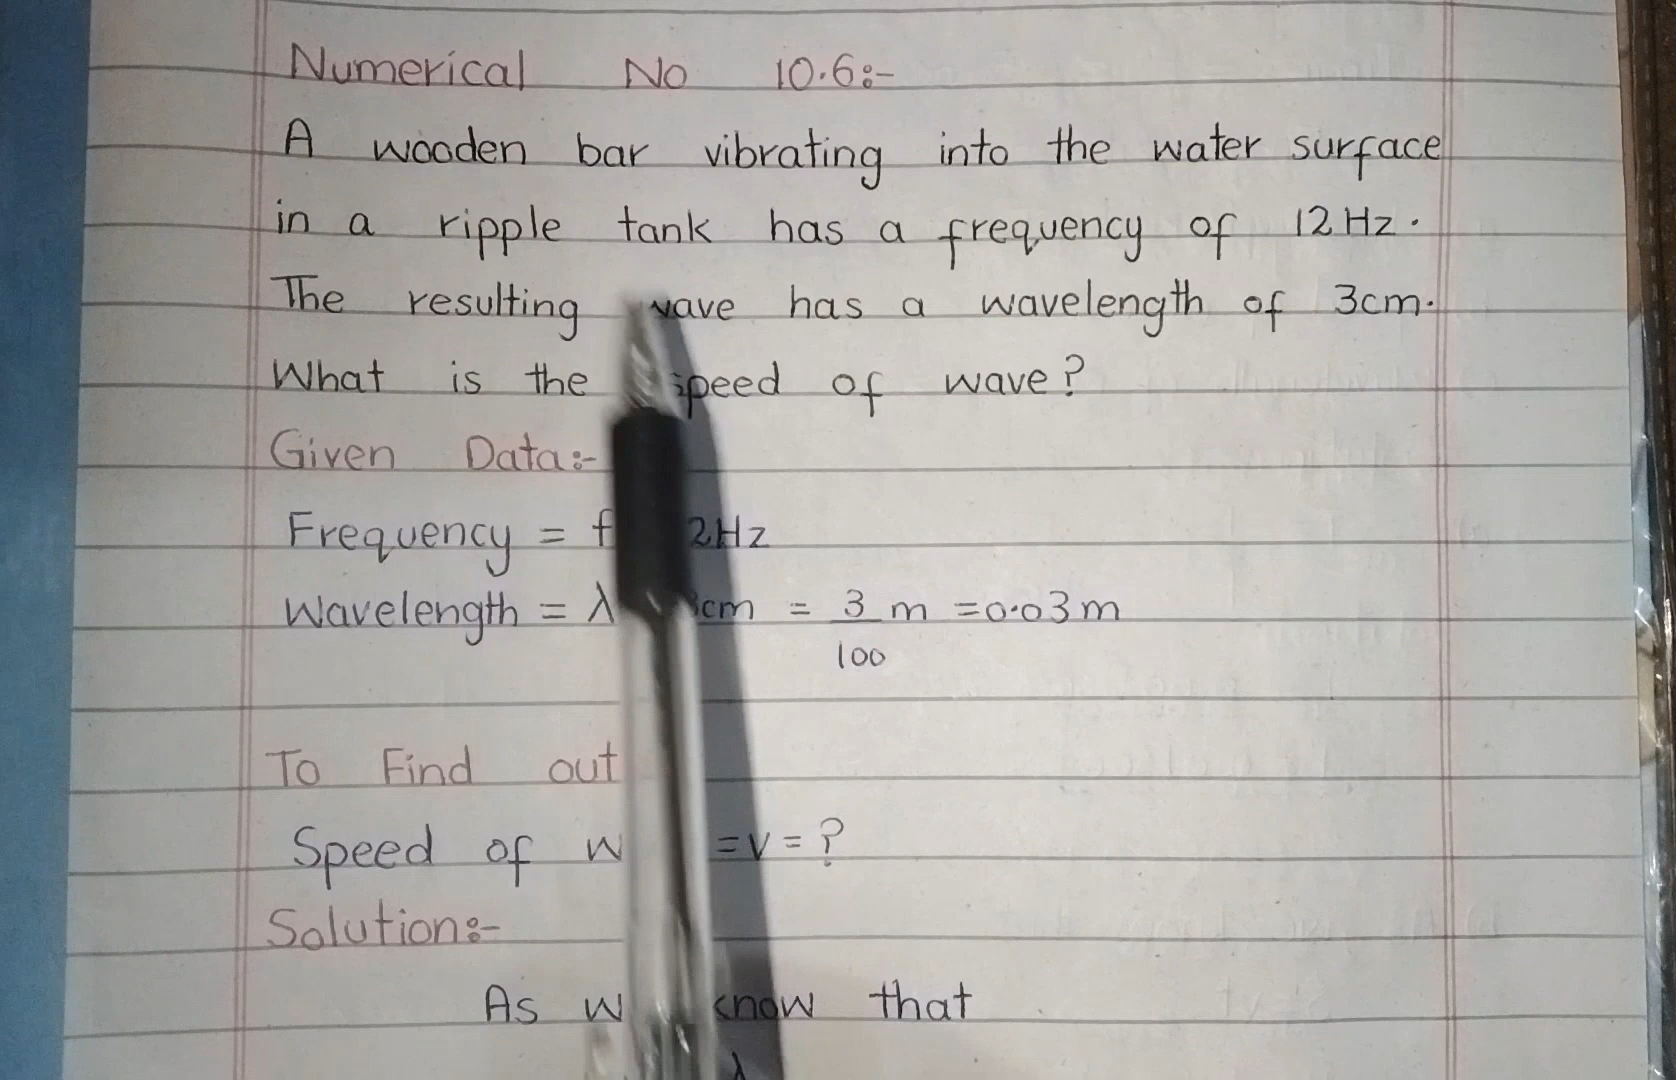 Numerical No 10.6:-
A wooden bar vibrating into the water surface
in a ripple tank has a frequency of 12 Hz.
The resulting wave has a wavelength of 3cm.
What is the speed of wave?
Given Data:-
Frequency = f 2Hz
Wavelength = λ 3cm = 3/100 m = 0.03 m
To Find out
Speed of = v = ?
Solution:-
As know that
λ